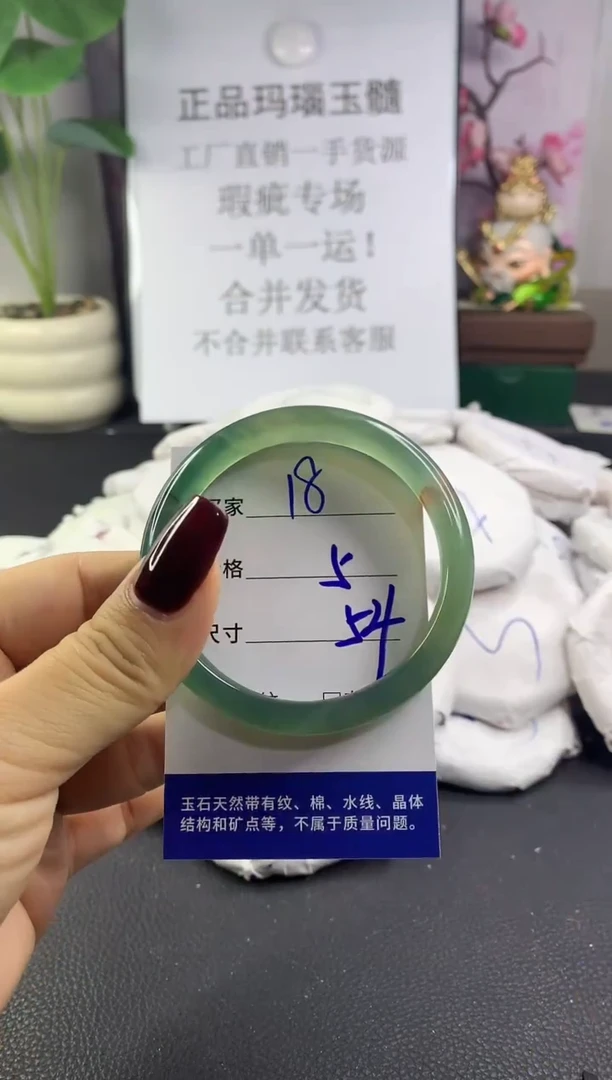 正品玛瑙玉髓
工厂直销一手货源
瑕疵专场
一单一运！
合并发货
不合并联系客服
家 18
格 5
尺寸 54
玉石天然带有纹、棉、水线、晶体
结构和矿点等，不属于质量问题。